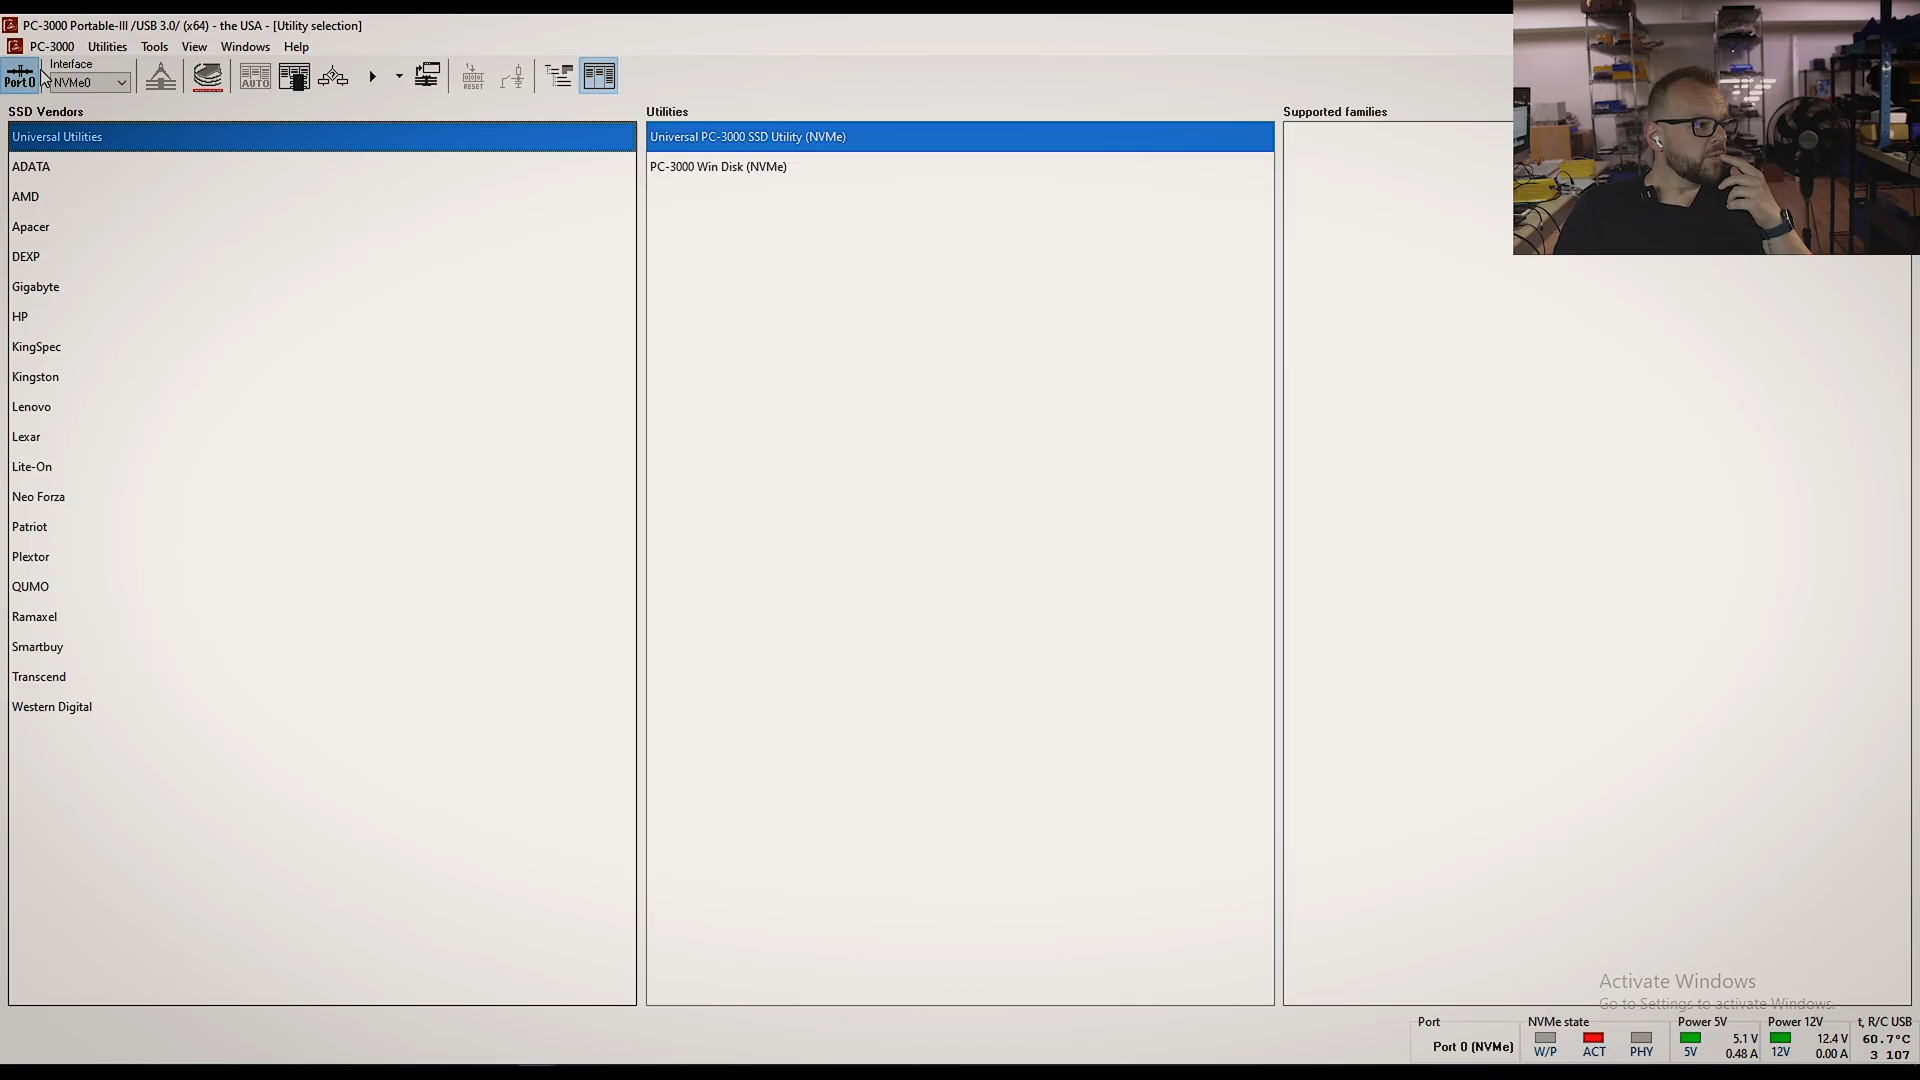 PC-3000 Portable-III /USB 3.0/ (x64) - the USA - [Utility selection]
PC-3000 Utilities Tools View Windows Help
Port 0
Interface
NVMe0
AUTO
RESET
SSD Vendors
Universal Utilities
ADATA
AMD
Apacer
DEXP
Gigabyte
HP
KingSpec
Kingston
Lenovo
Lexar
Lite-On
Neo Forza
Patriot
Plextor
QUMO
Ramaxel
Smartbuy
Transcend
Western Digital
Utilities
Universal PC-3000 SSD Utility (NVMe)
PC-3000 Win Disk (NVMe)
Supported families
Activate Windows
Go to Settings to activate Windows.
Port
Port 0 (NVMe)
NVMe state
W/P ACT PHY
Power 5V
5.1 V
5V 0.48 A
Power 12V
12.4 V
12V 0.00 A
t, R/C USB
60.7°C
3 107